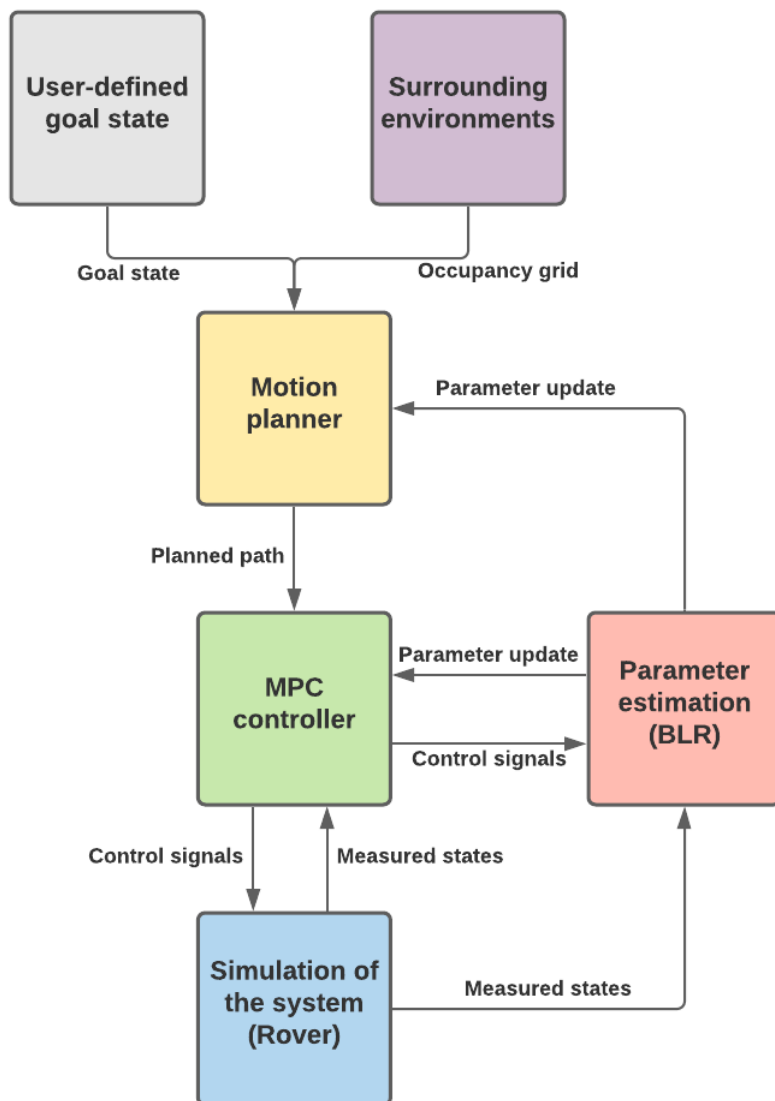 User-defined
goal state
Surrounding
environments
Goal state
Occupancy grid
Motion
planner
Parameter update
Planned path
MPC
controller
Parameter update
Control signals
Parameter
estimation
(BLR)
Control signals
Measured states
Simulation of
the system
(Rover)
Measured states